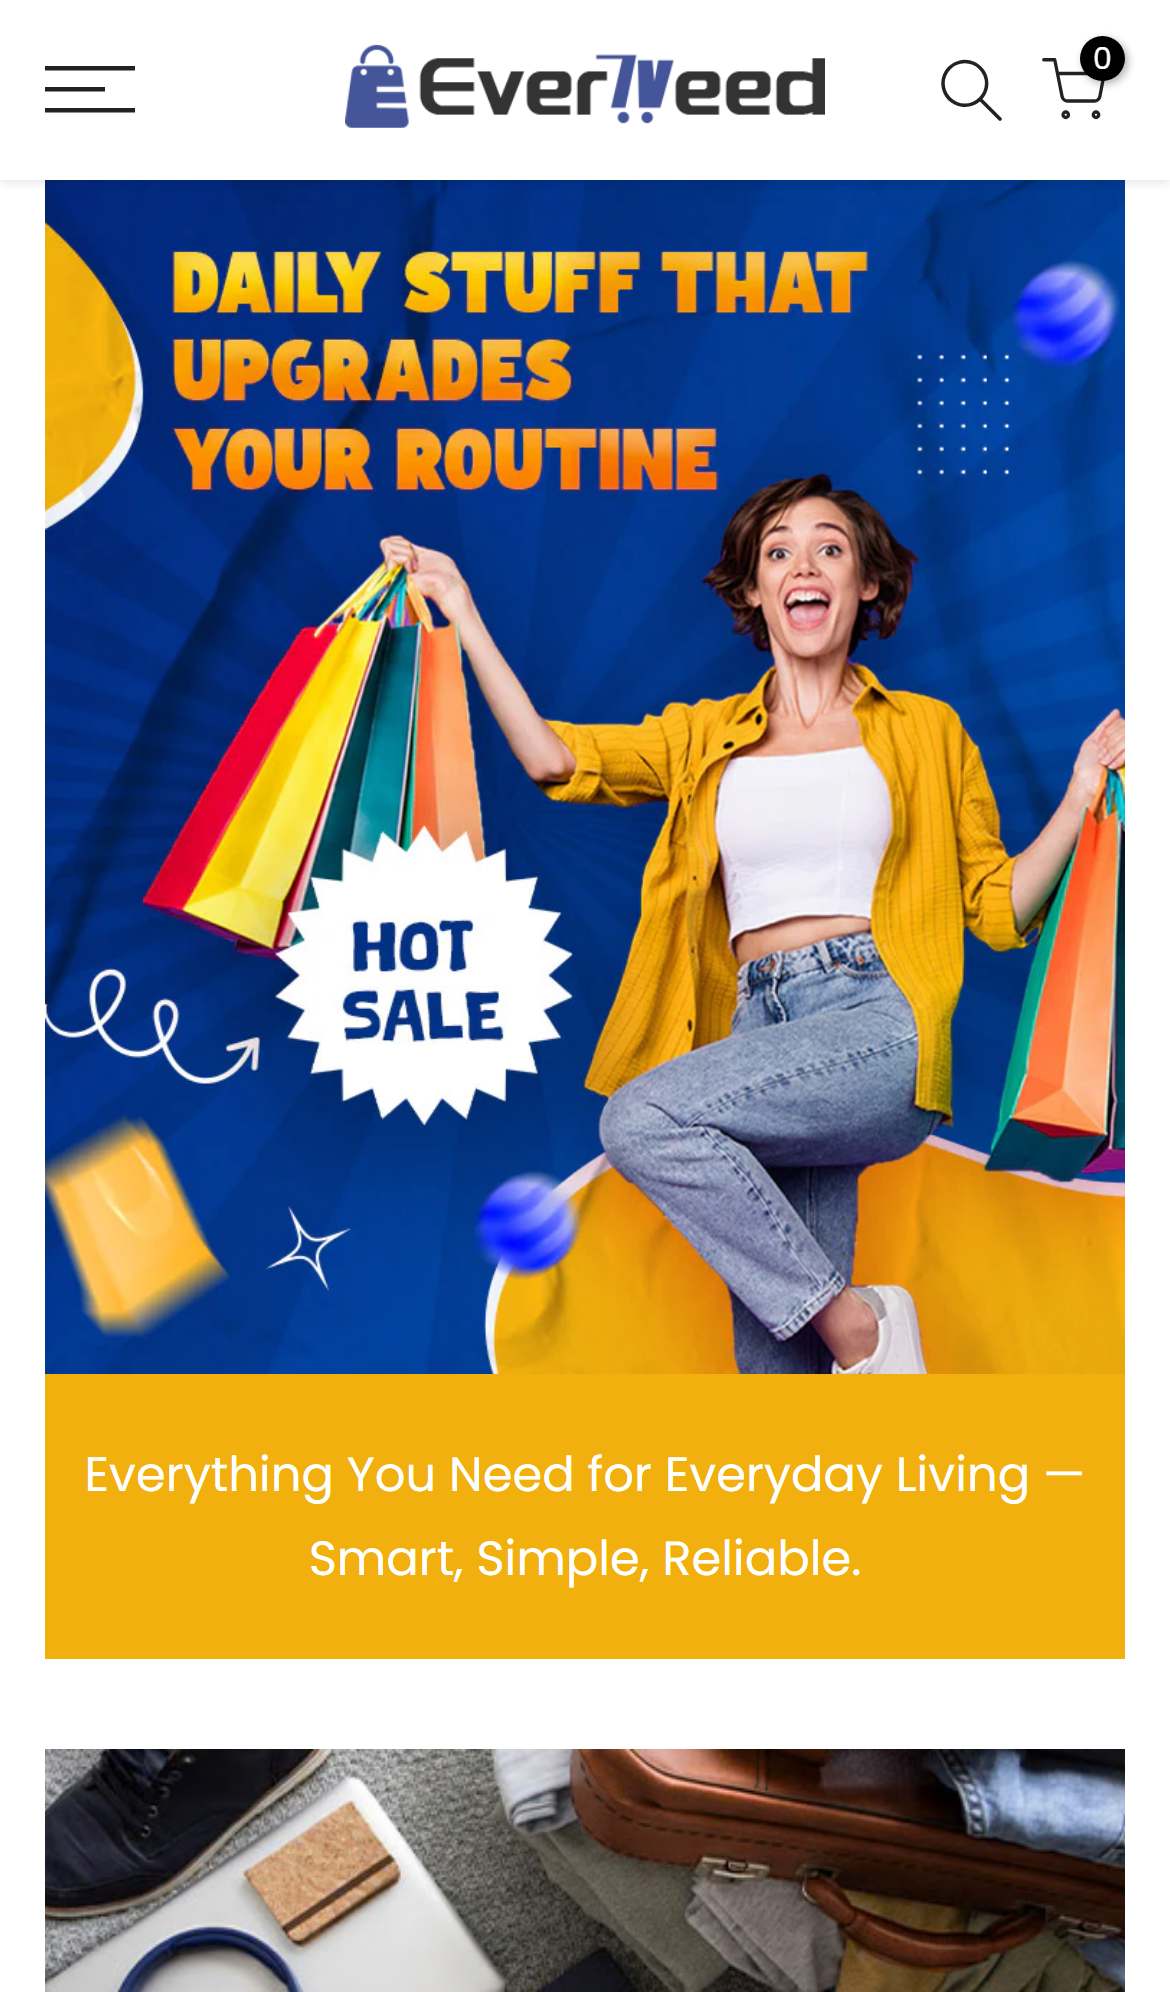 EverNeed
0
DAILY STUFF THAT
UPGRADES
YOUR ROUTINE
HOT
SALE
Everything You Need for Everyday Living —
Smart, Simple, Reliable.